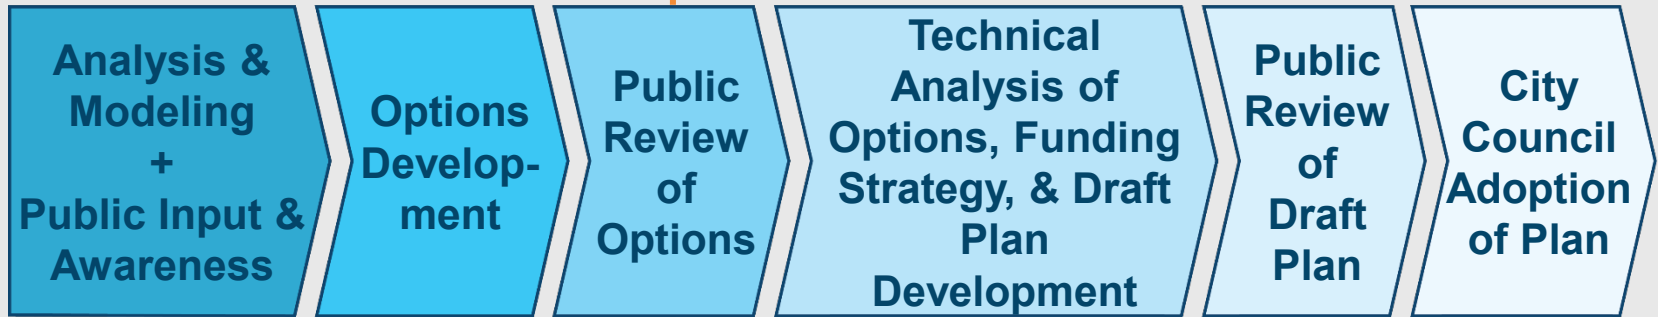 Analysis &
Modeling
+
Public Input &
Awareness
Options
Develop-
ment
Public
Review
of
Options
Technical
Analysis of
Options, Funding
Strategy, & Draft
Plan
Development
Public
Review
of
Draft
Plan
City
Council
Adoption
of Plan